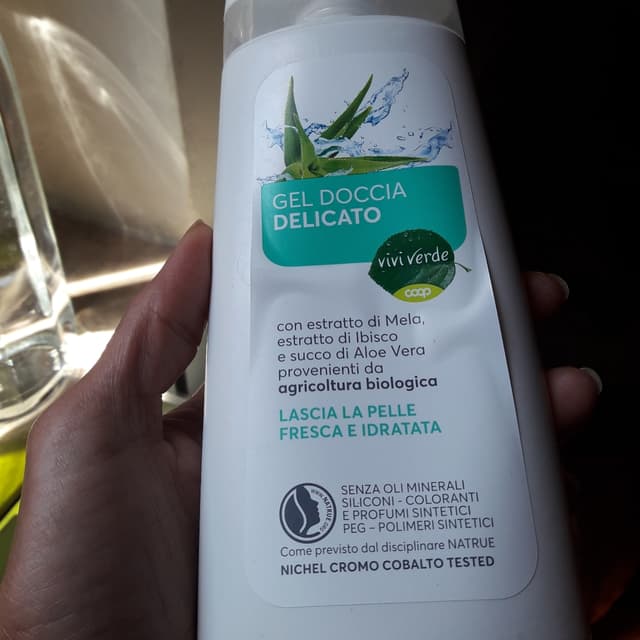 GEL DOCCIA
DELICATO
vivi verde
coop
con estratto di Mela,
estratto di Ibisco
e succo di Aloe Vera
provenienti da
agricoltura biologica
LASCIA LA PELLE
FRESCA E IDRATATA
SENZA OLI MINERALI
SILICONI - COLORANTI
E PROFUMI SINTETICI
PEG – POLIMERI SINTETICI
Come previsto dal disciplinare NATRUE
NICHEL CROMO COBALTO TESTED